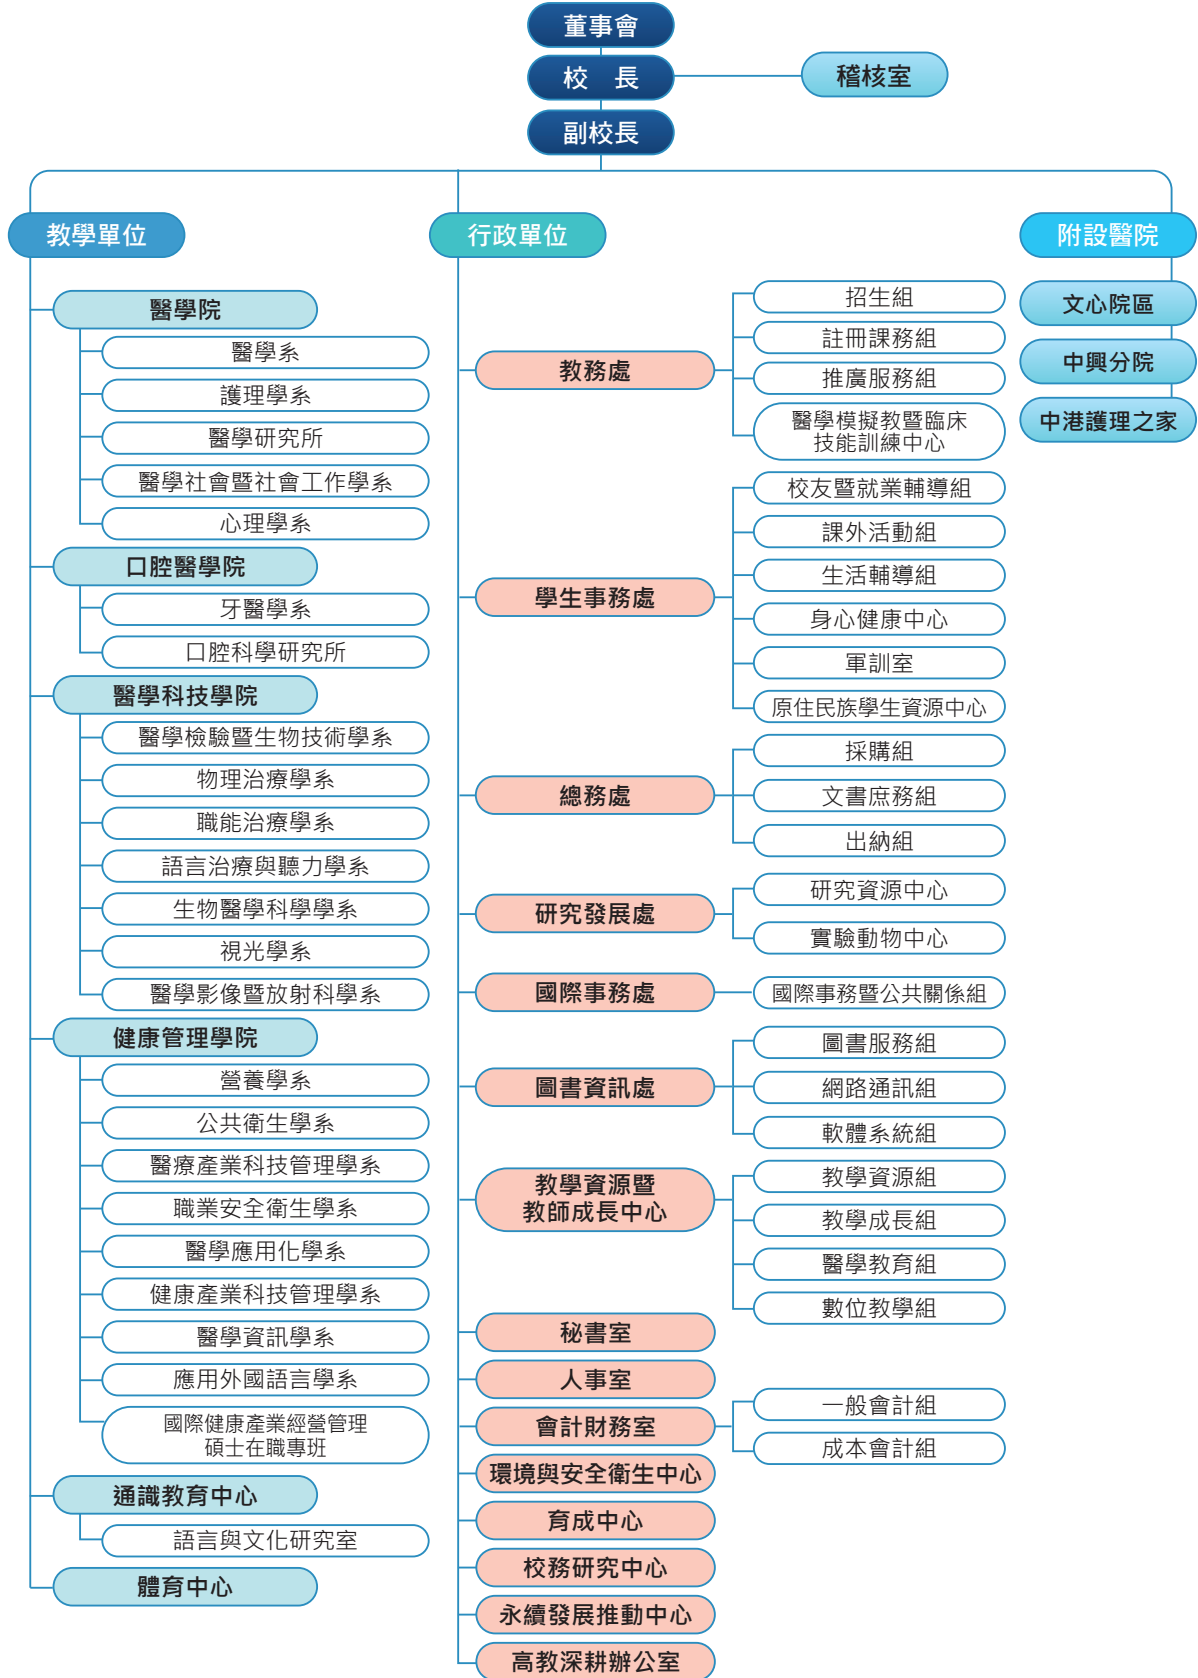 董事會
校 長
稽核室
副校長
教學單位
醫學院
醫學系
護理學系
醫學研究所
醫學社會暨社會工作學系
心理學系
口腔醫學院
牙醫學系
口腔科學研究所
醫學科技學院
醫學檢驗暨生物技術學系
物理治療學系
職能治療學系
語言治療與聽力學系
生物醫學科學學系
視光學系
醫學影像暨放射科學系
健康管理學院
營養學系
公共衛生學系
醫療產業科技管理學系
職業安全衛生學系
醫學應用化學系
健康產業科技管理學系
醫學資訊學系
應用外國語言學系
國際健康產業經營管理
碩士在職專班
通識教育中心
語言與文化研究室
體育中心
行政單位
教務處
招生組
註冊課務組
推廣服務組
醫學模擬教暨臨床
技能訓練中心
學生事務處
校友暨就業輔導組
課外活動組
生活輔導組
身心健康中心
軍訓室
原住民族學生資源中心
總務處
採購組
文書庶務組
出納組
研究發展處
研究資源中心
實驗動物中心
國際事務處
國際事務暨公共關係組
圖書資訊處
圖書服務組
網路通訊組
軟體系統組
教學資源暨
教師成長中心
教學資源組
教學成長組
醫學教育組
數位教學組
秘書室
人事室
會計財務室
一般會計組
成本會計組
環境與安全衛生中心
育成中心
校務研究中心
永續發展推動中心
高教深耕辦公室
附設醫院
文心院區
中興分院
中港護理之家